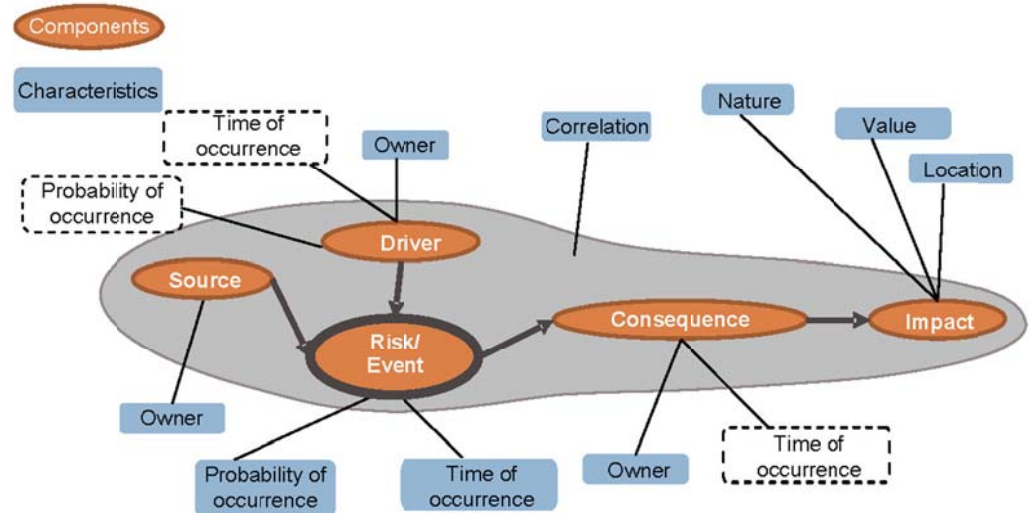 Components
Characteristics
Time of
occurrence
Owner
Correlation
Nature
Value
Location
Probability of
occurrence
Driver
Source
Risk/
Event
Consequence
Impact
Owner
Probability of
occurrence
Time of
occurrence
Owner
Time of
occurrence